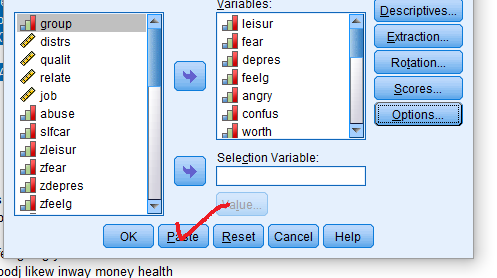 Variables:
group
distrs
qualit
relate
job
abuse
slfcar
zleisur
zfear
zdepres
zfeelg
leisur
fear
depres
feelg
angry
confus
worth
Selection Variable:
Value...
Descriptives...
Extraction...
Rotation...
Scores...
Options...
OK Paste Reset Cancel Help
likew inway money health